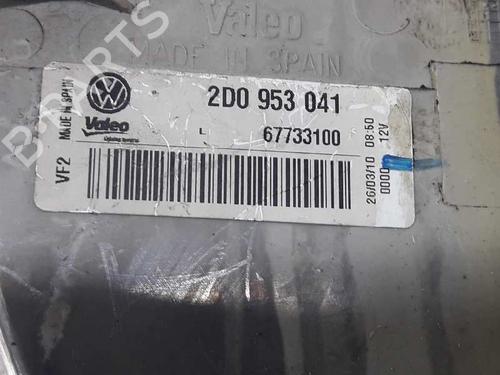 Valeo
MADE IN SPAIN
B-PARTS
MADE IN SPAIN
VW
Valeo
2D0 953 041
L
67733100
VF2
26/03/10 08:50
0000
12V